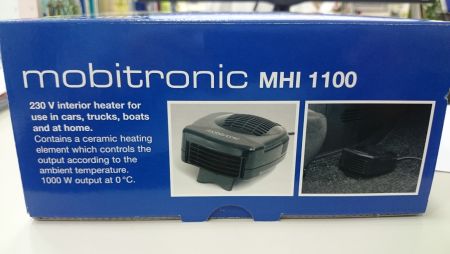 mobitronic MHI 1100
230 V interior heater for
use in cars, trucks, boats
and at home.
Contains a ceramic heating
element which controls the
output according to the
ambient temperature.
1000 W output at 0 °C.
mobitronic